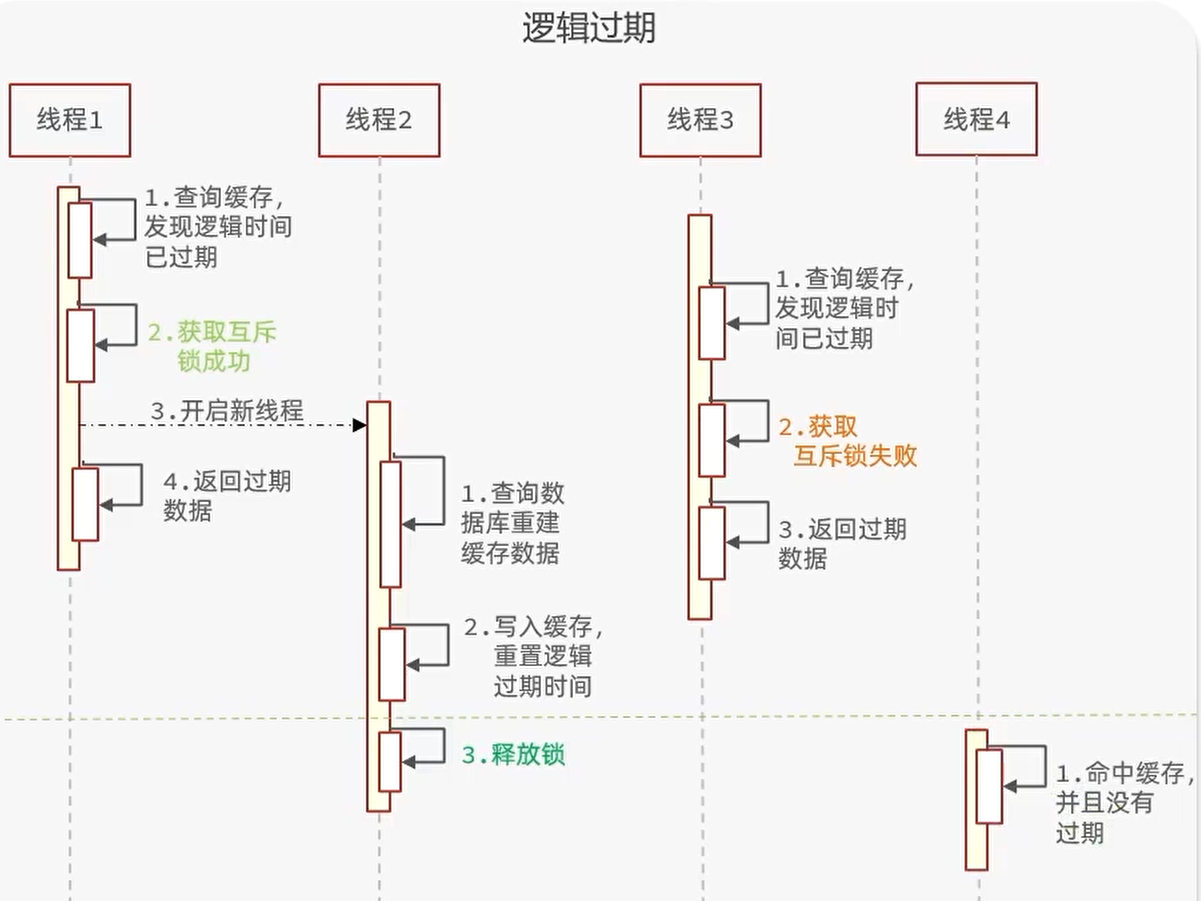 逻辑过期
线程1
线程2
线程3
线程4
1.查询缓存，
发现逻辑时间
已过期
2.获取互斥
锁成功
3.开启新线程
4.返回过期
数据
1.查询数
据库重建
缓存数据
2.写入缓存，
重置逻辑
过期时间
3.释放锁
1.查询缓存，
发现逻辑时
间已过期
2.获取
互斥锁失败
3.返回过期
数据
1.命中缓存，
并且没有
过期